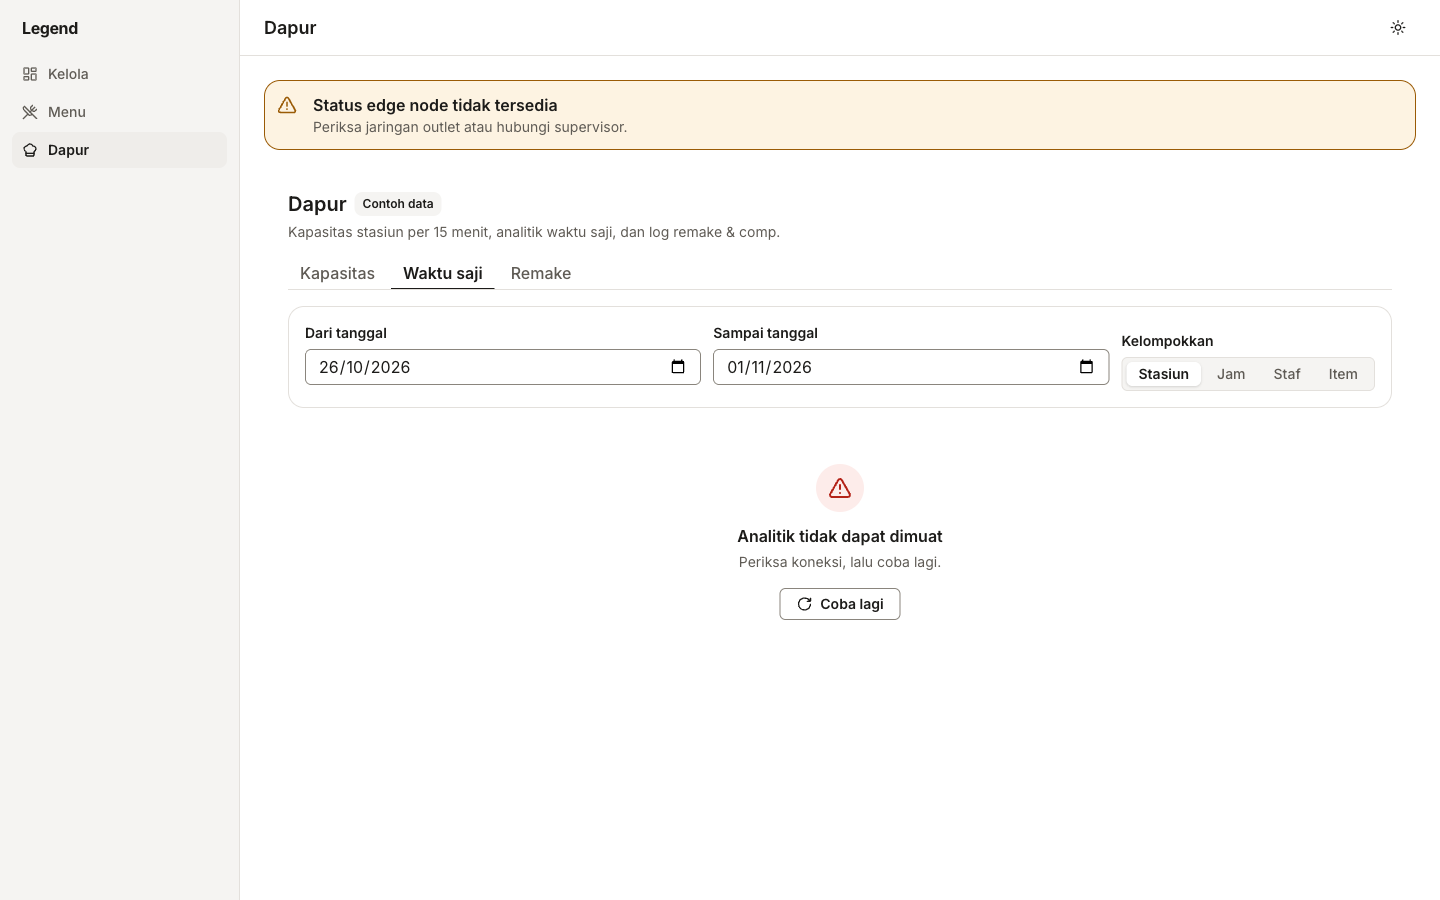 Legend
Kelola
Menu
Dapur
Dapur
Status edge node tidak tersedia
Periksa jaringan outlet atau hubungi supervisor.
Dapur Contoh data
Kapasitas stasiun per 15 menit, analitik waktu saji, dan log remake & comp.
Kapasitas Waktu saji Remake
Dari tanggal Sampai tanggal Kelompokkan
26/10/2026 01/11/2026 Stasiun Jam Staf Item
Analitik tidak dapat dimuat
Periksa koneksi, lalu coba lagi.
Coba lagi